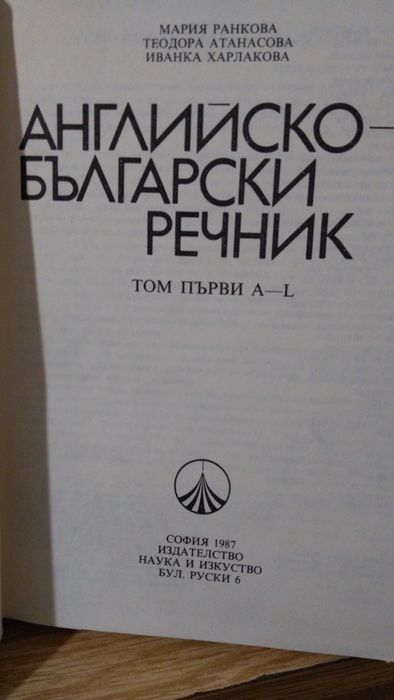 МАРИЯ РАНКОВА
ТЕОДОРА АТАНАСОВА
ИВАНКА ХАРЛАКОВА
АНГЛИЙСКО—
БЪЛГАРСКИ
РЕЧНИК
ТОМ ПЪРВИ A—L
СОФИЯ 1987
ИЗДАТЕЛСТВО
НАУКА И ИЗКУСТВО
БУЛ. РУСКИ 6